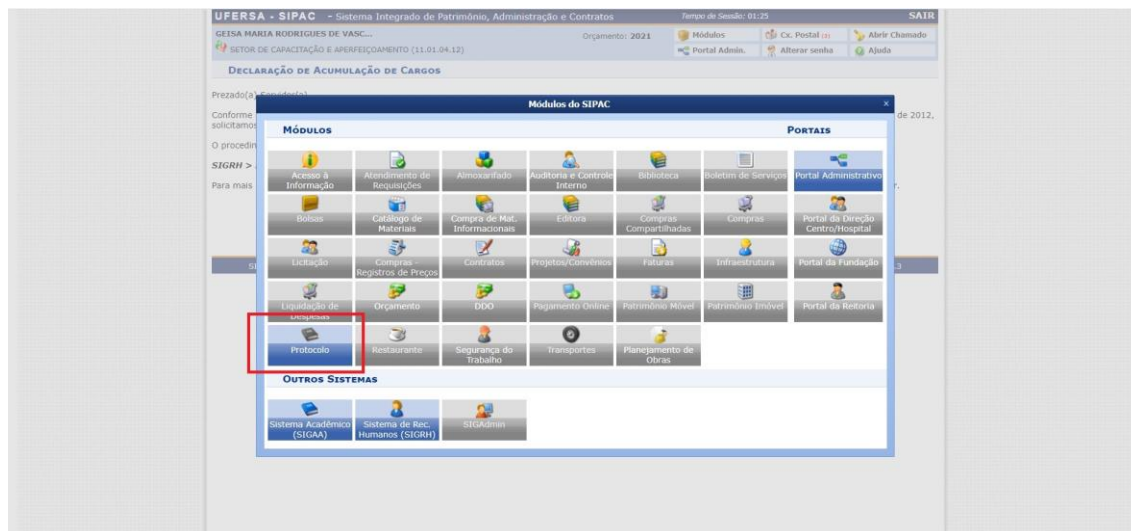 UFERSA - SIPAC - Sistema Integrado de Patrimônio, Administração e Contratos
Tempo de Sessão: 01:25
SAIR
GEISA MARIA RODRIGUES DE VASC...
Orçamento: 2021
Módulos
Cx. Postal
Abrir Chamado
SETOR DE CAPACITAÇÃO E APERFEIÇOAMENTO (11.01.04.12)
Portal Admin.
Alterar senha
Ajuda
DECLARAÇÃO DE ACUMULAÇÃO DE CARGOS
Prezado(a) Servidor(a)
Módulos do SIPAC
x
Conforme
de 2012,
solicitamos
MÓDULOS
PORTAIS
O procedin
SIGRH >
Para mais
Acesso à Informação
Atendimento de Requisições
Almoxarifado
Auditoria e Controle Interno
Biblioteca
Boletim de Serviços
Portal Administrativo
Bolsas
Catálogo de Materiais
Compra de Mat. Informacionais
Editora
Compras Compartilhadas
Compras
Portal da Direção Centro/Hospital
Licitação
Compras - Registros de Preços
Contratos
Projetos/Convênios
Faturas
Infraestrutura
Portal da Fundação
Liquidação de Despesas
Orçamento
DDO
Pagamento Online
Patrimônio Móvel
Patrimônio Imóvel
Portal da Reitoria
Protocolo
Restaurante
Segurança do Trabalho
Transportes
Planejamento de Obras
OUTROS SISTEMAS
Sistema Acadêmico (SIGAA)
Sistema de Rec. Humanos (SIGRH)
SIGAdmin